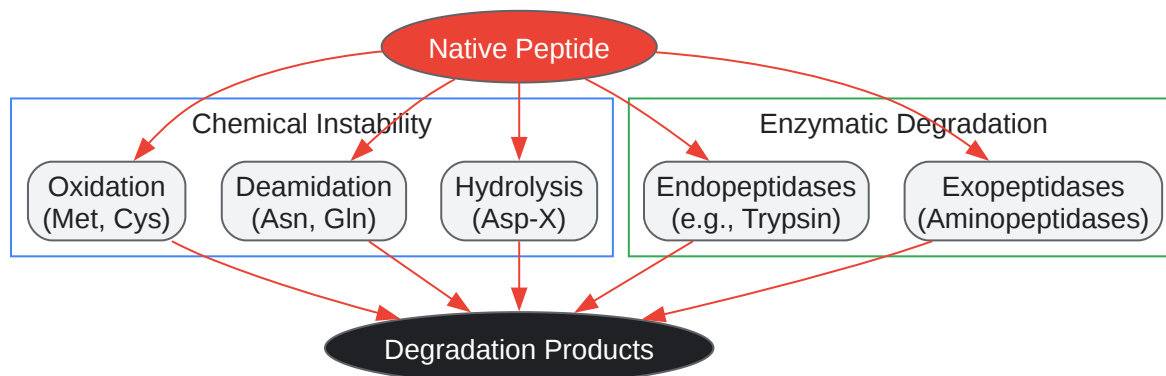 Native Peptide
Chemical Instability
Enzymatic Degradation
Oxidation
(Met, Cys)
Deamidation
(Asn, Gln)
Hydrolysis
(Asp-X)
Endopeptidases
(e.g., Trypsin)
Exopeptidases
(Aminopeptidases)
Degradation Products